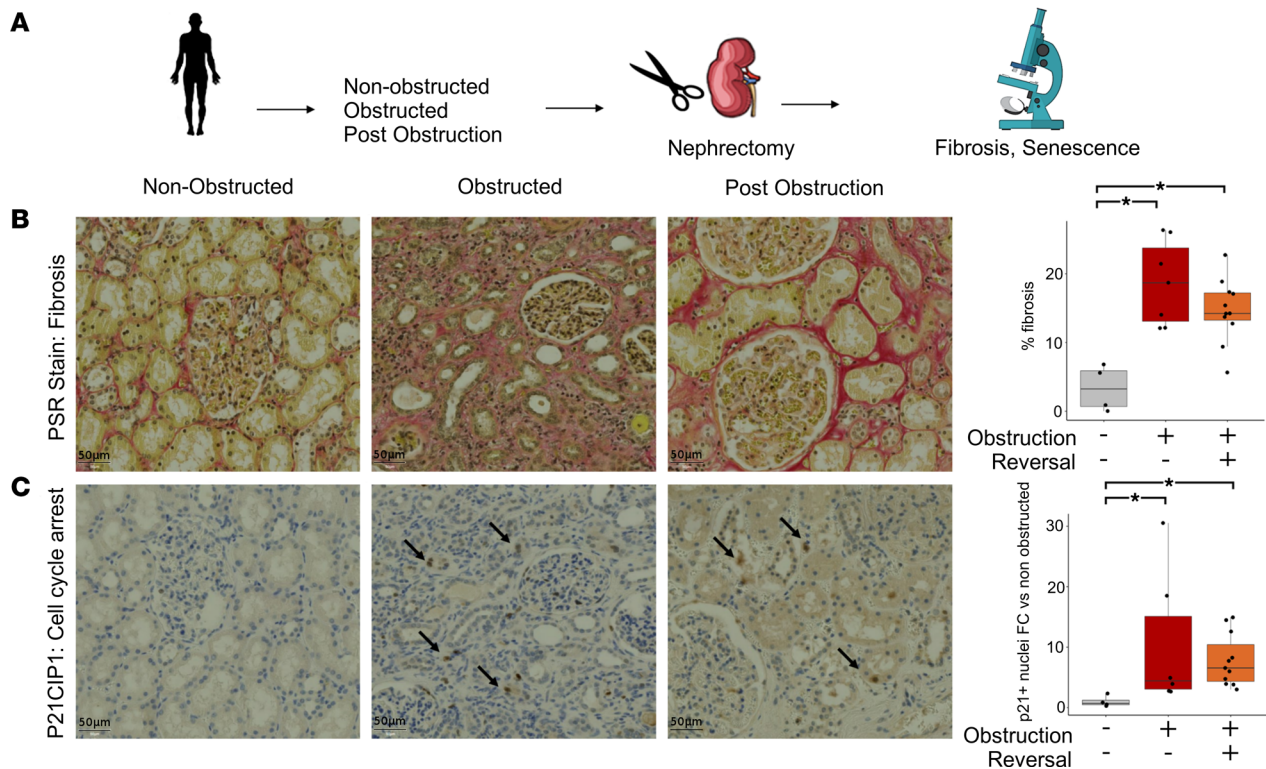 A
Non-obstructed
Obstructed
Post Obstruction
Nephrectomy
Fibrosis, Senescence
Non-Obstructed
Obstructed
Post Obstruction
B
PSR Stain: Fibrosis
50µm
50µm
50µm
* 
*
% fibrosis
20
10
0
Obstruction - + +
Reversal - - +
C
P21CIP1: Cell cycle arrest
50µm
50µm
50µm
*
*
p21+ nuclei FC vs non obstructed
30
20
10
0
Obstruction - + +
Reversal - - +